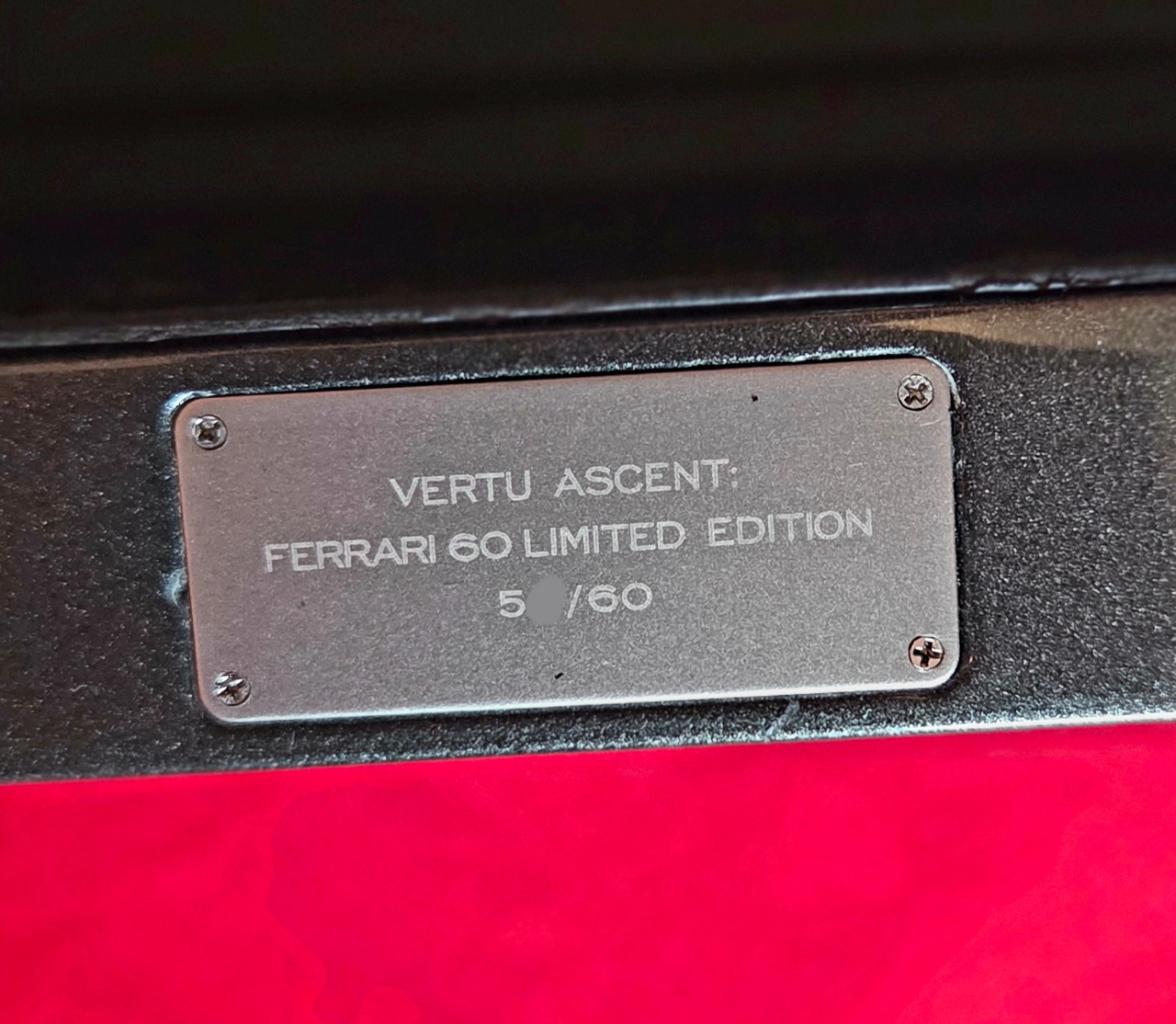 VERTU ASCENT:
FERRARI 60 LIMITED EDITION
5 /60